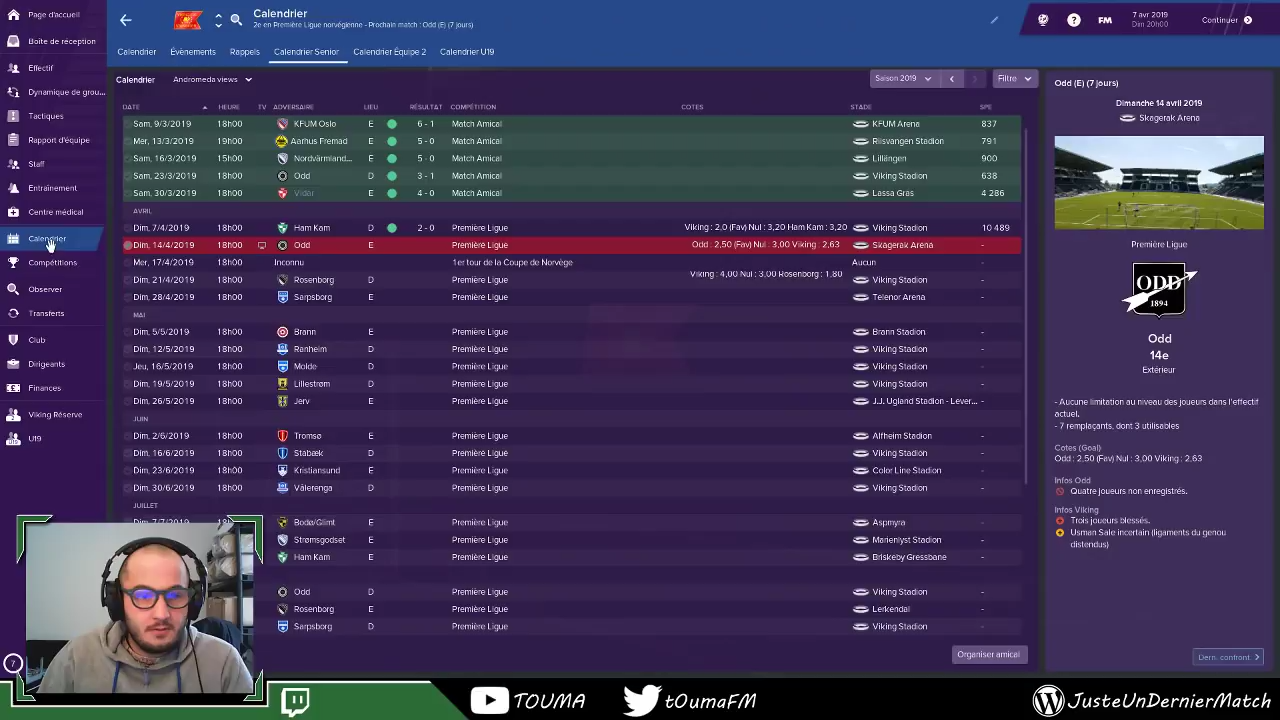 Page d'accueil
Boîte de réception
Effectif
Dynamique de grou...
Tactiques
Rapport d'équipe
Staff
Entraînement
Centre médical
Calendrier
Compétitions
Observer
Transferts
Club
Dirigeants
Finances
Viking Réserve
U19
Calendrier
2e en Première Ligue norvégienne - Prochain match : Odd (E) (7 jours)
FM
7 avr 2019
Dim 20h00
Continuer
Calendrier Évènements Rappels Calendrier Senior Calendrier Équipe 2 Calendrier U19
Calendrier Andromeda views Saison 2019 Filtre
DATE HEURE TV ADVERSAIRE LIEU RÉSULTAT COMPÉTITION COTES STADE SPE
Sam, 9/3/2019 18h00 KFUM Oslo E 6 - 1 Match Amical KFUM Arena 837
Mer, 13/3/2019 19h00 Aarhus Fremad E 5 - 0 Match Amical Riisvangen Stadion 791
Sam, 16/3/2019 18h00 Nordvärmland... E 5 - 0 Match Amical Lillängen 900
Sam, 23/3/2019 18h00 Odd D 3 - 1 Match Amical Viking Stadion 638
Sam, 30/3/2019 18h00 Vidar E 4 - 0 Match Amical Lassa Gras 4 286
AVRIL
Dim, 7/4/2019 18h00 Ham Kam D 2 - 0 Première Ligue Viking : 2,0 (Fav) Nul : 3,20 Ham Kam : 3,20 Viking Stadion 10 489
Dim, 14/4/2019 18h00 Odd E Première Ligue Odd : 2,50 (Fav) Nul : 3,00 Viking : 2,63 Skagerak Arena -
Mer, 17/4/2019 18h00 Inconnu 1er tour de la Coupe de Norvège Aucun -
Dim, 21/4/2019 18h00 Rosenborg D Première Ligue Viking : 4,00 Nul : 3,00 Rosenborg : 1,80 Viking Stadion -
Dim, 28/4/2019 18h00 Sarpsborg E Première Ligue Telenor Arena -
MAI
Dim, 5/5/2019 18h00 Brann E Première Ligue Brann Stadion -
Dim, 12/5/2019 18h00 Ranheim D Première Ligue Viking Stadion -
Jeu, 16/5/2019 18h00 Molde D Première Ligue Viking Stadion -
Dim, 19/5/2019 18h00 Lillestrøm D Première Ligue Viking Stadion -
Dim, 26/5/2019 18h00 Jerv E Première Ligue J.J. Ugland Stadion - Lever... -
JUIN
Dim, 2/6/2019 18h00 Tromsø E Première Ligue Alfheim Stadion -
Dim, 16/6/2019 18h00 Stabæk D Première Ligue Viking Stadion -
Dim, 23/6/2019 18h00 Kristiansund E Première Ligue Color Line Stadion -
Dim, 30/6/2019 18h00 Vålerenga D Première Ligue Viking Stadion -
JUILLET
Dim, 7/7/2019 Bodø/Glimt E Première Ligue Aspmyra -
Strømsgodset E Première Ligue Marienlyst Stadion -
Ham Kam E Première Ligue Briskeby Gressbane -
Odd D Première Ligue Viking Stadion -
Rosenborg E Première Ligue Lerkendal -
Sarpsborg D Première Ligue Viking Stadion -
Organiser amical
Odd (E) (7 jours)
Dimanche 14 avril 2019
Skagerak Arena
Première Ligue
ODD
1894
Odd
14e
Extérieur
- Aucune limitation au niveau des joueurs dans l'effectif
actuel.
- 7 remplaçants, dont 3 utilisables
Cotes (Goal)
Odd : 2,50 (Fav) Nul : 3,00 Viking : 2,63
Infos Odd
Quatre joueurs non enregistrés.
Infos Viking
Trois joueurs blessés.
Usman Sale incertain (ligaments du genou
distendus)
Dern. confront
7
TOUMA
t0umaFM
JusteUnDernierMatch